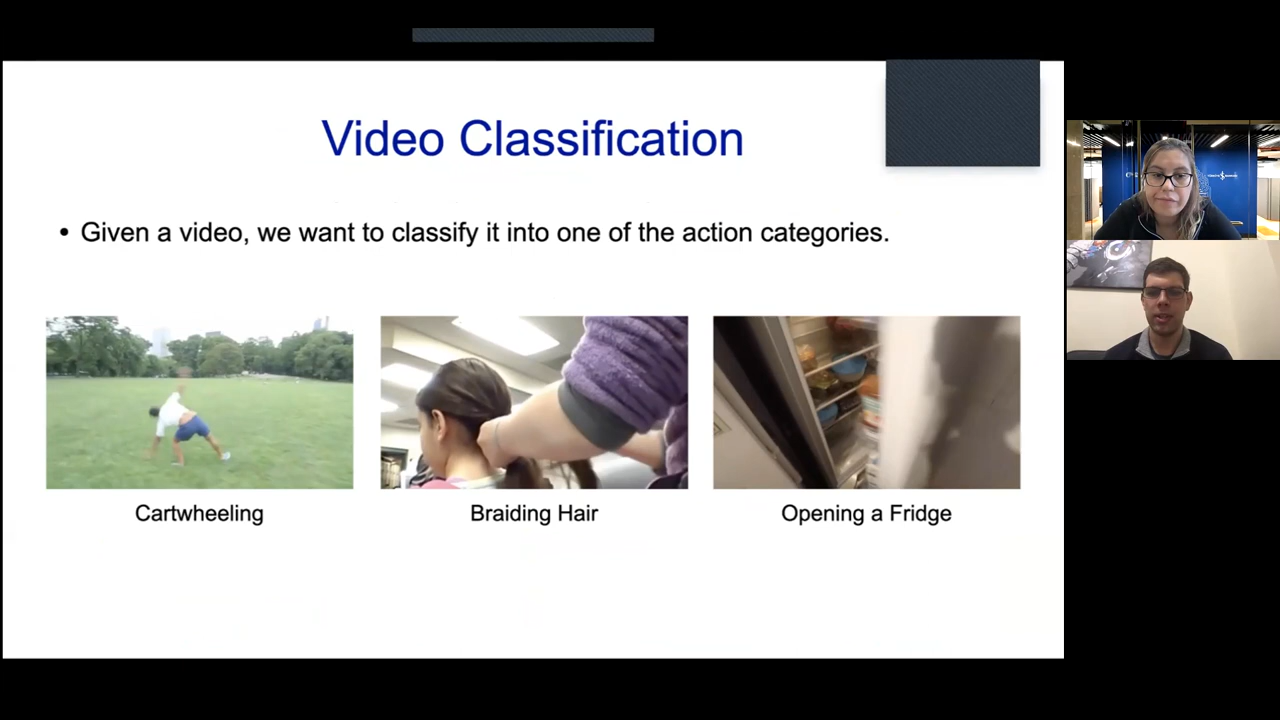 Video Classification
• Given a video, we want to classify it into one of the action categories.
Cartwheeling
Braiding Hair
Opening a Fridge